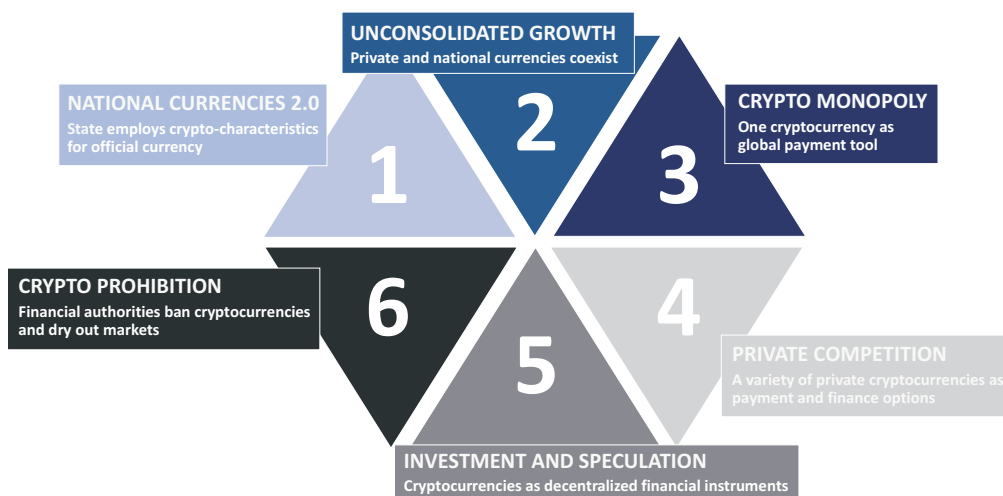 NATIONAL CURRENCIES 2.0
State employs crypto-characteristics
for official currency
1
UNCONSOLIDATED GROWTH
Private and national currencies coexist
2
CRYPTO MONOPOLY
One cryptocurrency as
global payment tool
3
PRIVATE COMPETITION
A variety of private cryptocurrencies as
payment and finance options
4
INVESTMENT AND SPECULATION
Cryptocurrencies as decentralized financial instruments
5
CRYPTO PROHIBITION
Financial authorities ban cryptocurrencies
and dry out markets
6